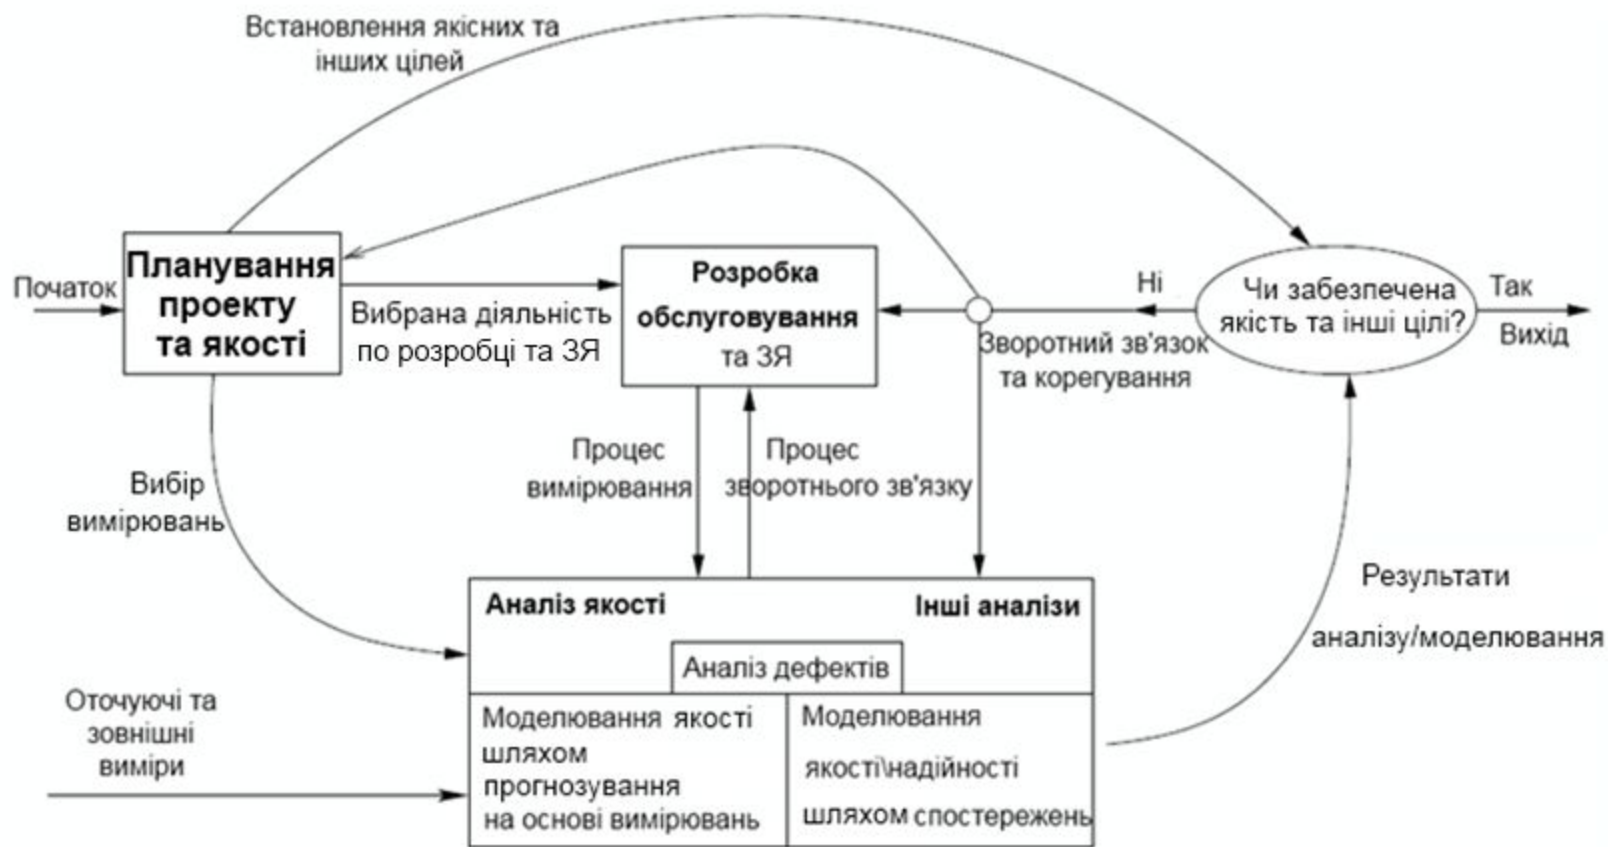 Встановлення якісних та
інших цілей
Початок
Планування
проекту
та якості
Вибрана діяльність
по розробці та ЗЯ
Розробка
обслуговування
та ЗЯ
Ні
Зворотний зв'язок
та корегування
Чи забезпечена
якість та інші цілі?
Так
Вихід
Вибір
вимірювань
Процес
вимірювання
Процес
зворотнього зв'язку
Результати
аналізу/моделювання
Аналіз якості
Інші аналізи
Аналіз дефектів
Оточуючі та
зовнішні
виміри
Моделювання якості
шляхом
прогнозування
на основі вимірювань
Моделювання
якості\надійності
шляхом спостережень